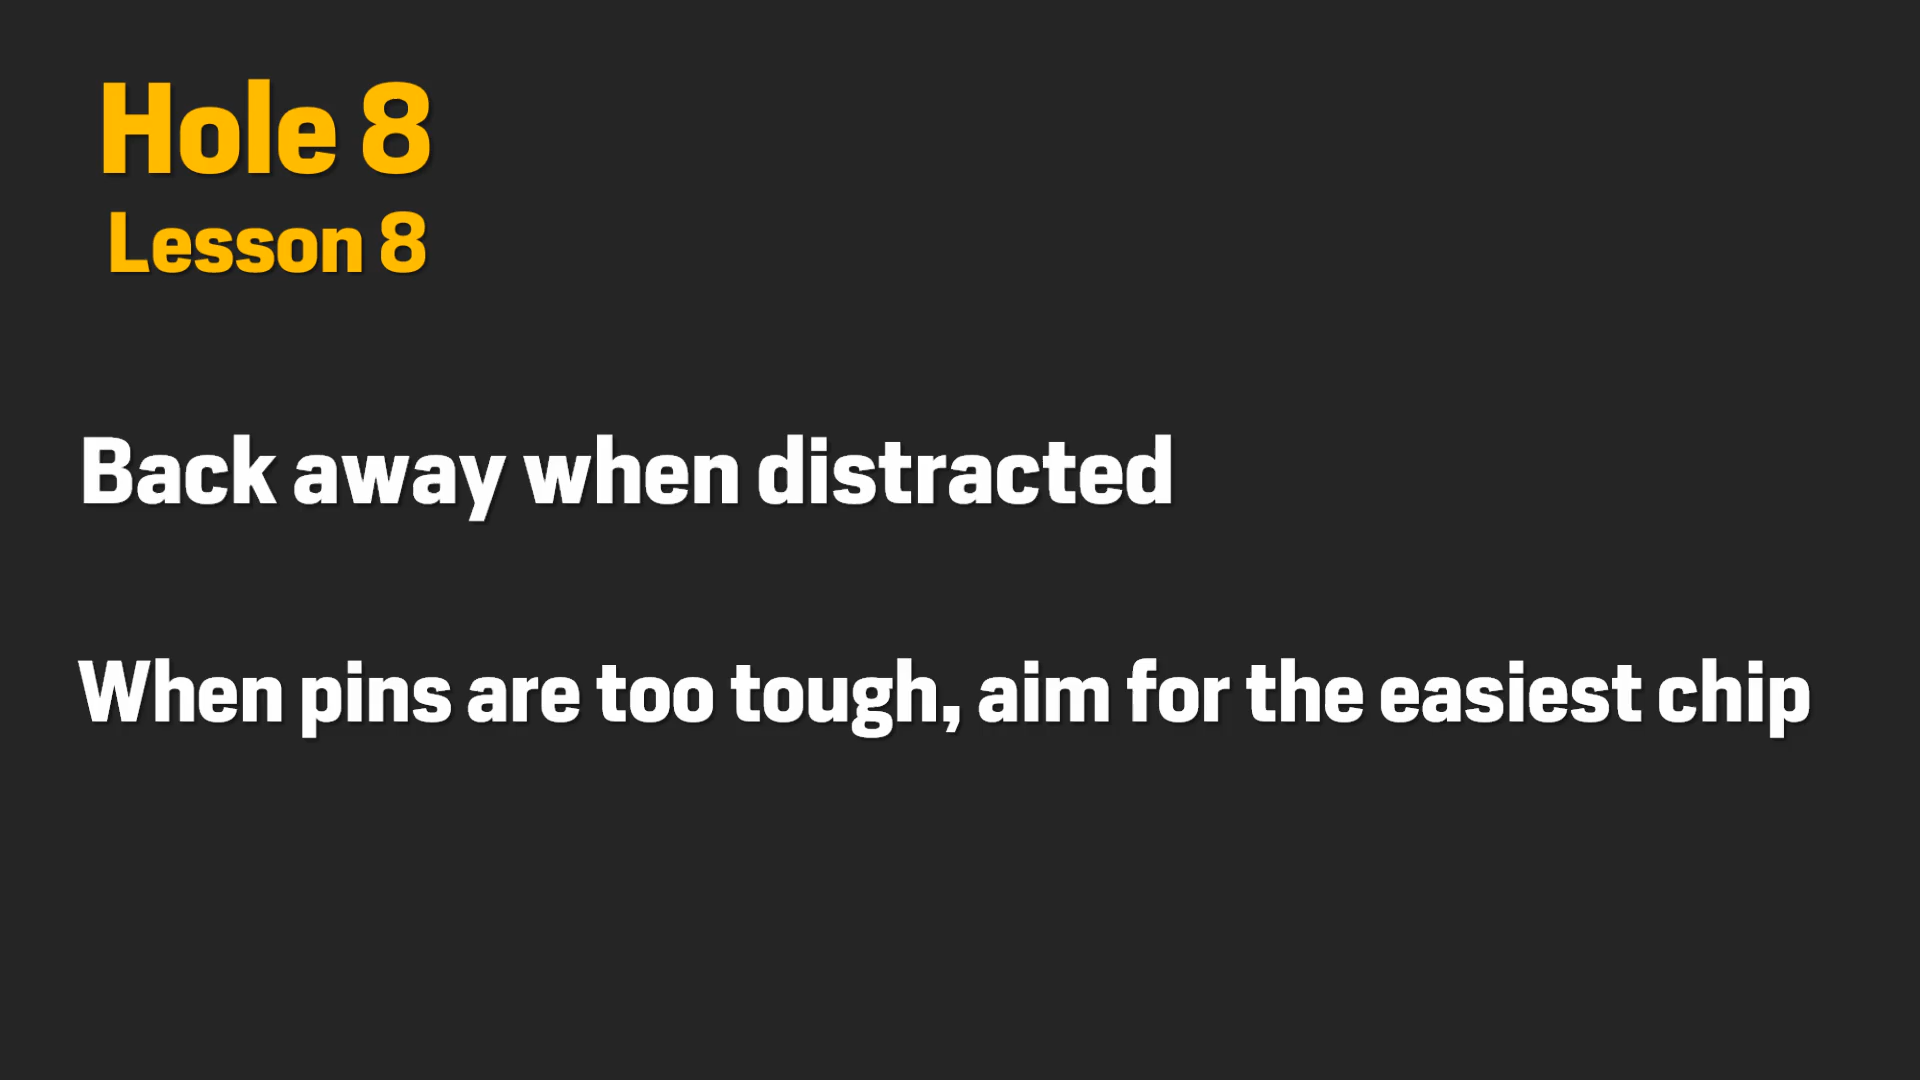 Hole 8
Lesson 8
Back away when distracted
When pins are too tough, aim for the easiest chip